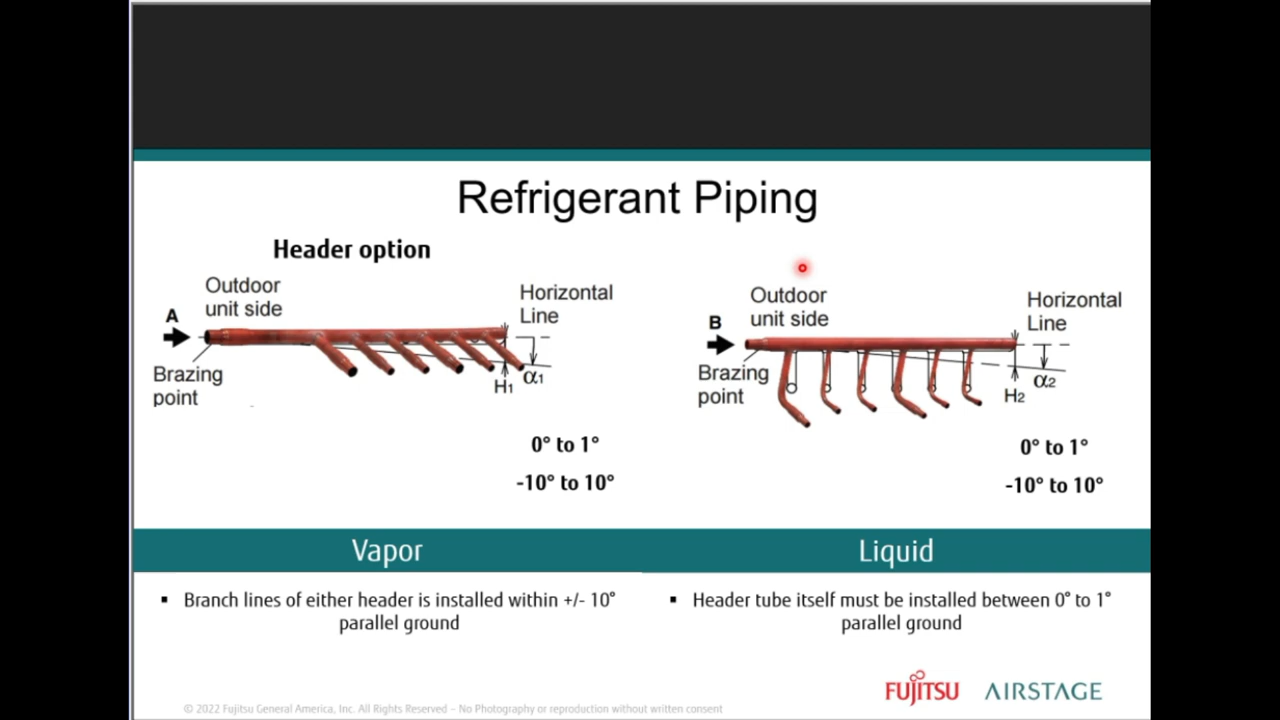 Refrigerant Piping
Header option
Outdoor
unit side
A
Horizontal
Line
Brazing
point
H1
α1
0° to 1°
-10° to 10°
Outdoor
unit side
B
Horizontal
Line
Brazing
point
H2
α2
0° to 1°
-10° to 10°
Vapor
▪ Branch lines of either header is installed within +/- 10°
parallel ground
Liquid
▪ Header tube itself must be installed between 0° to 1°
parallel ground
FUJITSU AIRSTAGE
© 2022 Fujitsu General America, Inc. All Rights Reserved – No Photography or reproduction without written consent